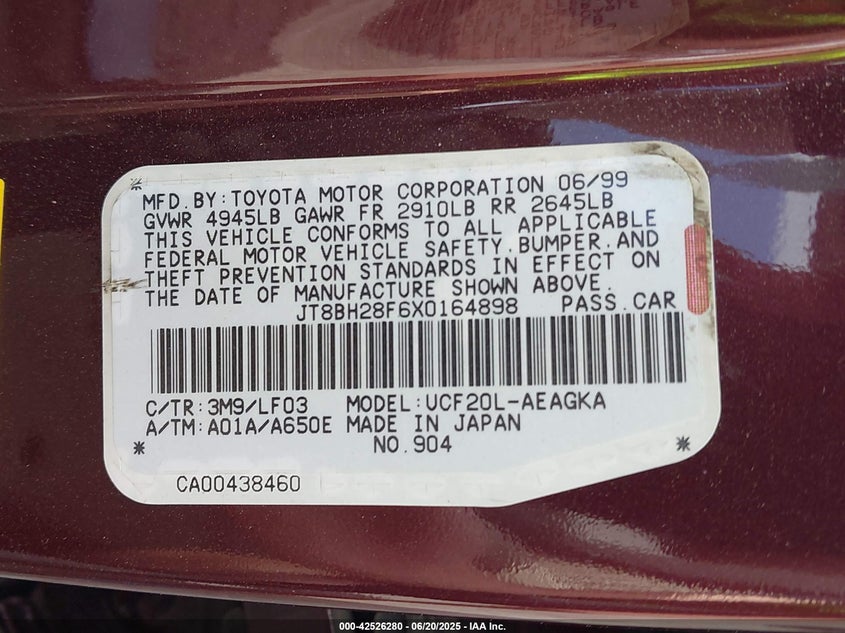 MFD.BY:TOYOTA MOTOR CORPORATION 06/99
GVWR 4945LB GAWR FR 2910LB RR 2645LB
THIS VEHICLE CONFORMS TO ALL APPLICABLE
FEDERAL MOTOR VEHICLE SAFETY.BUMPER.AND
THEFT PREVENTION STANDARDS IN EFFECT ON
THE DATE OF MANUFACTURE SHOWN ABOVE.
JT8BH28F6X0164898 PASS.CAR
C/TR:3M9/LF03 MODEL:UCF20L-AEAGKA
A/TM:A01A/A650E MADE IN JAPAN
NO.904
CA00438460
000-42526280 - 06/20/2025 - IAA Inc.